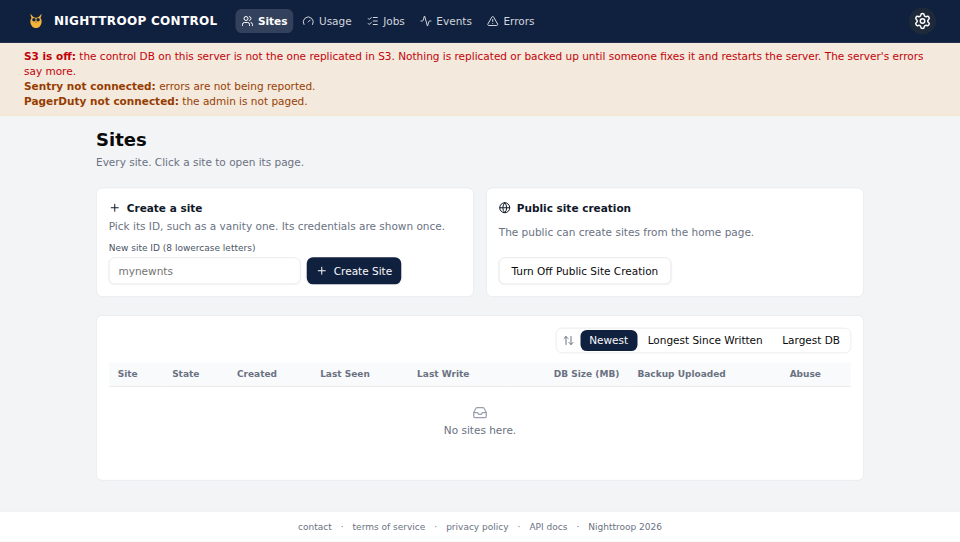 NIGHTTROOP CONTROL
Sites
Usage
Jobs
Events
Errors
S3 is off: the control DB on this server is not the one replicated in S3. Nothing is replicated or backed up until someone fixes it and restarts the server. The server's errors
say more.
Sentry not connected: errors are not being reported.
PagerDuty not connected: the admin is not paged.
Sites
Every site. Click a site to open its page.
Create a site
Pick its ID, such as a vanity one. Its credentials are shown once.
New site ID (8 lowercase letters)
mynewnts
Create Site
Public site creation
The public can create sites from the home page.
Turn Off Public Site Creation
Newest
Longest Since Written
Largest DB
Site
State
Created
Last Seen
Last Write
DB Size (MB)
Backup Uploaded
Abuse
No sites here.
contact · terms of service · privacy policy · API docs · Nighttroop 2026